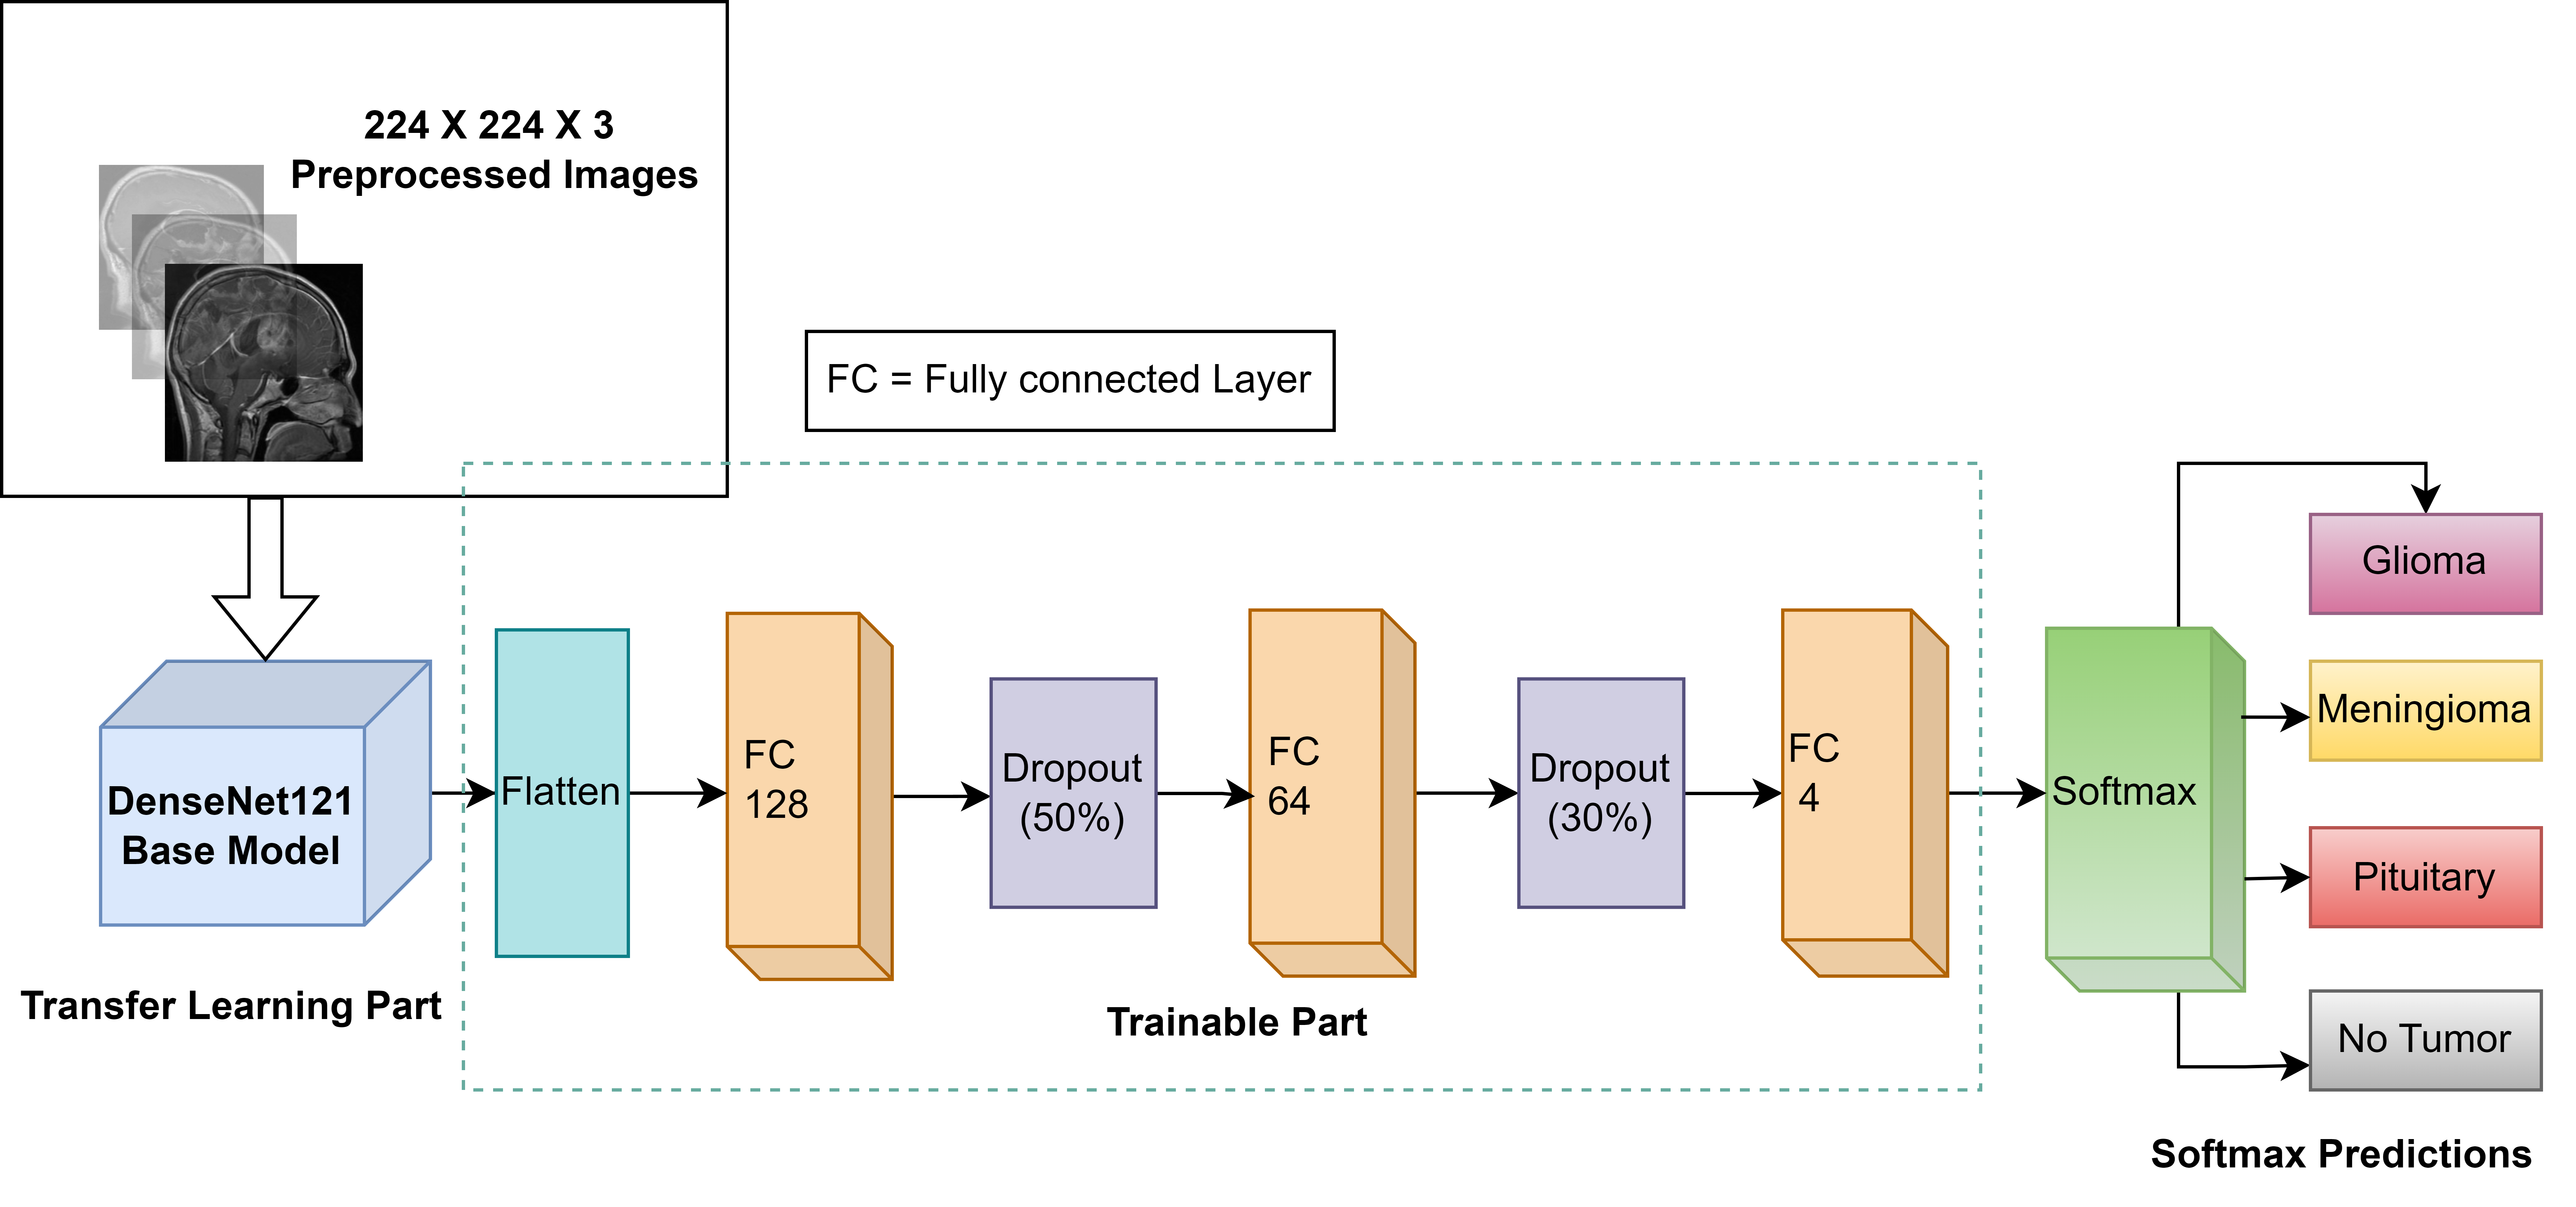 224 X 224 X 3
Preprocessed Images
FC = Fully connected Layer
DenseNet121
Base Model
Transfer Learning Part
Flatten
FC
128
Dropout
(50%)
FC
64
Dropout
(30%)
FC
4
Trainable Part
Softmax
Glioma
Meningioma
Pituitary
No Tumor
Softmax Predictions